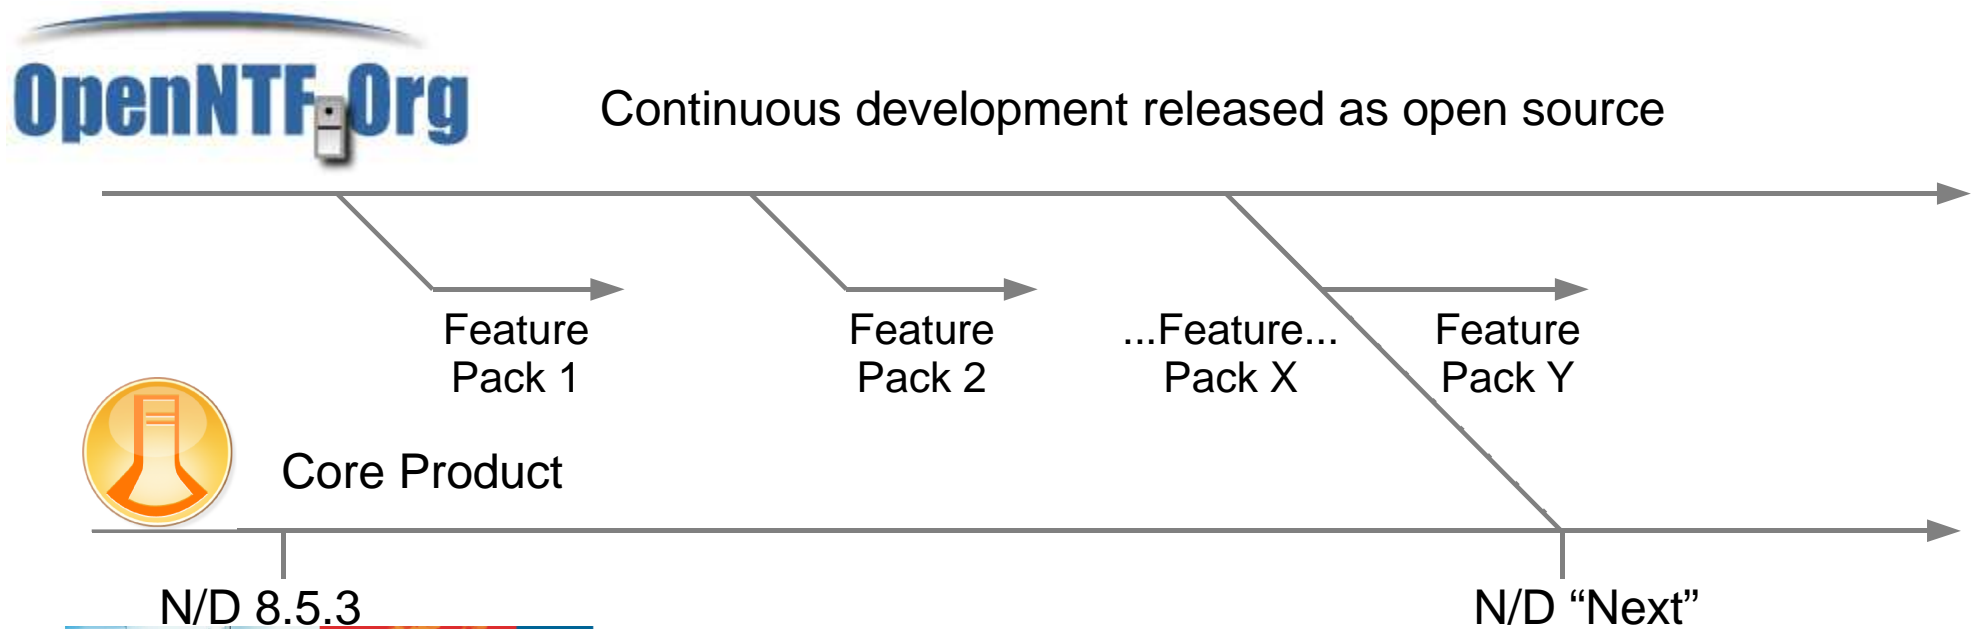 OpenNTF.Org
Continuous development released as open source
Feature
Pack 1
Feature
Pack 2
...Feature...
Pack X
Feature
Pack Y
Core Product
N/D 8.5.3
N/D “Next”